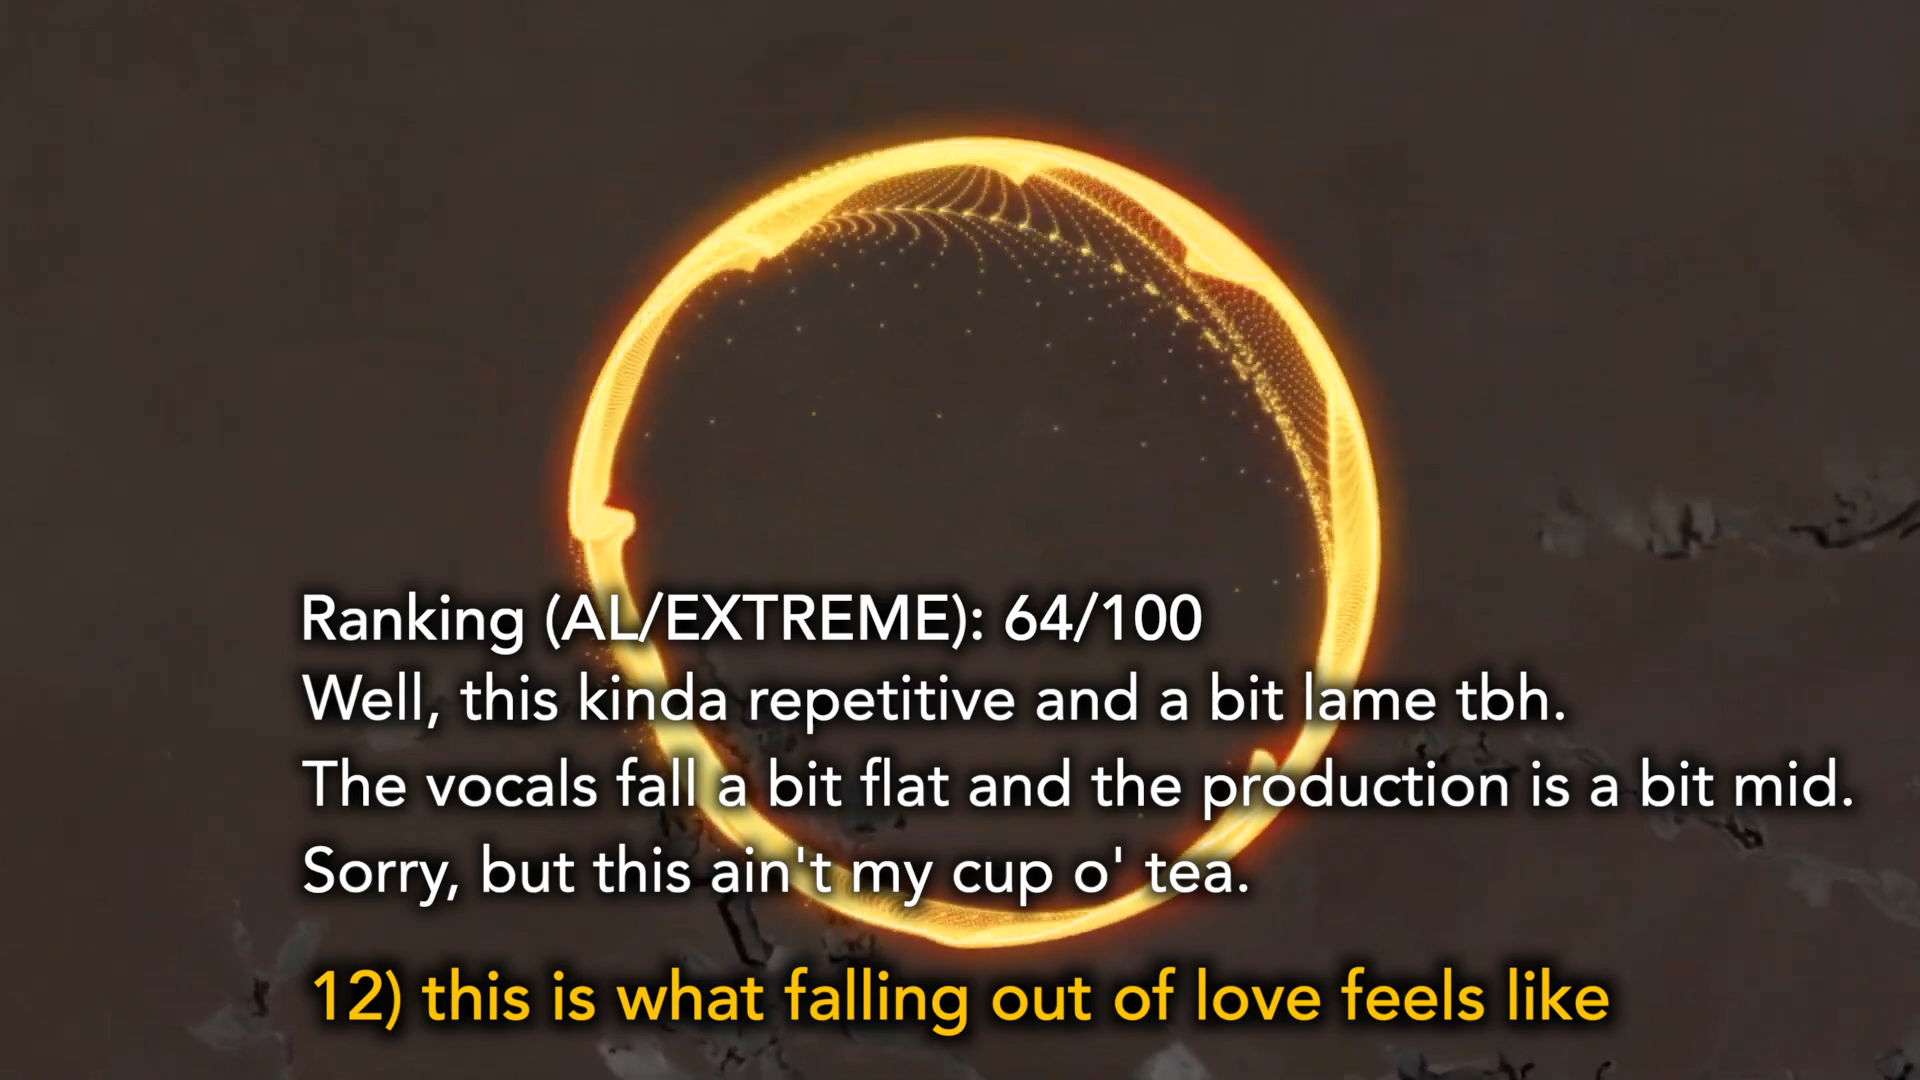 Ranking (AL/EXTREME): 64/100
Well, this kinda repetitive and a bit lame tbh.
The vocals fall a bit flat and the production is a bit mid.
Sorry, but this ain't my cup o' tea.
12) this is what falling out of love feels like